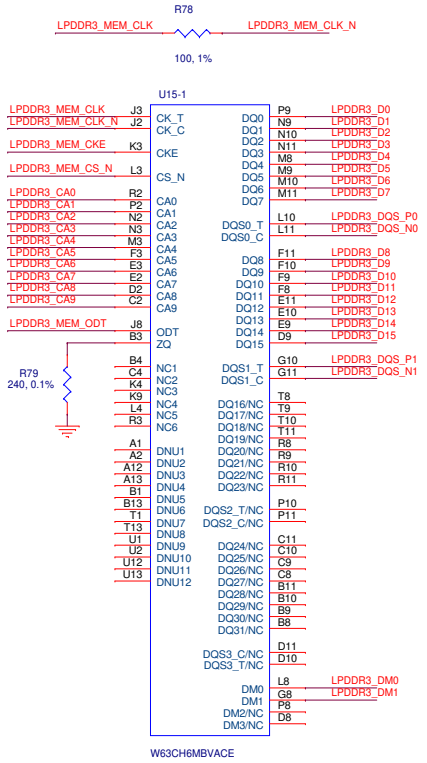 R78
LPDDR3_MEM_CLK LPDDR3_MEM_CLK_N
100, 1%
U15-1
LPDDR3_MEM_CLK J3 CK_T DQ0 P9 LPDDR3_D0
LPDDR3_MEM_CLK_N J2 CK_C DQ1 N9 LPDDR3_D1
DQ2 N10 LPDDR3_D2
LPDDR3_MEM_CKE K3 CKE DQ3 N11 LPDDR3_D3
DQ4 M8 LPDDR3_D4
LPDDR3_MEM_CS_N L3 CS_N DQ5 M9 LPDDR3_D5
DQ6 M10 LPDDR3_D6
LPDDR3_CA0 R2 CA0 DQ7 M11 LPDDR3_D7
LPDDR3_CA1 P2 CA1
LPDDR3_CA2 N2 CA2 DQS0_T L10 LPDDR3_DQS_P0
LPDDR3_CA3 N3 CA3 DQS0_C L11 LPDDR3_DQS_N0
LPDDR3_CA4 M3 CA4
LPDDR3_CA5 F3 CA5 DQ8 F11 LPDDR3_D8
LPDDR3_CA6 E3 CA6 DQ9 F10 LPDDR3_D9
LPDDR3_CA7 E2 CA7 DQ10 F9 LPDDR3_D10
LPDDR3_CA8 D2 CA8 DQ11 F8 LPDDR3_D11
LPDDR3_CA9 C2 CA9 DQ12 E11 LPDDR3_D12
DQ13 E10 LPDDR3_D13
LPDDR3_MEM_ODT J8 ODT DQ14 E9 LPDDR3_D14
B3 ZQ DQ15 D9 LPDDR3_D15
B4 NC1 DQS1_T G10 LPDDR3_DQS_P1
R79 C4 NC2 DQS1_C G11 LPDDR3_DQS_N1
240, 0.1% K4 NC3
K9 NC4 DQ16/NC T8
L4 NC5 DQ17/NC T9
R3 NC6 DQ18/NC T10
DQ19/NC T11
A1 DNU1 DQ20/NC R8
A2 DNU2 DQ21/NC R9
A12 DNU3 DQ22/NC R10
A13 DNU4 DQ23/NC R11
B1 DNU5
B13 DNU6 DQS2_T/NC P10
T1 DNU7 DQS2_C/NC P11
T13 DNU8
U1 DNU9 DQ24/NC C11
U2 DNU10 DQ25/NC C10
U12 DNU11 DQ26/NC C9
U13 DNU12 DQ27/NC C8
DQ28/NC B11
DQ29/NC B10
DQ30/NC B9
DQ31/NC B8
DQS3_C/NC D11
DQS3_T/NC D10
DM0 L8 LPDDR3_DM0
DM1 G8 LPDDR3_DM1
DM2/NC P8
DM3/NC D8
W63CH6MBVACE